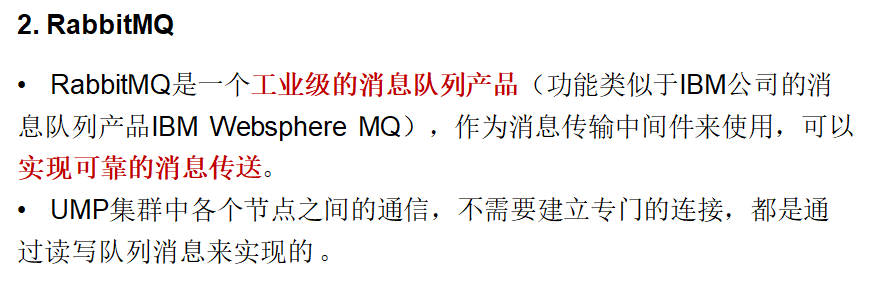 2. RabbitMQ
• RabbitMQ是一个工业级的消息队列产品（功能类似于IBM公司的消
息队列产品IBM Websphere MQ），作为消息传输中间件来使用，可以
实现可靠的消息传送。
• UMP集群中各个节点之间的通信，不需要建立专门的连接，都是通
过读写队列消息来实现的 。